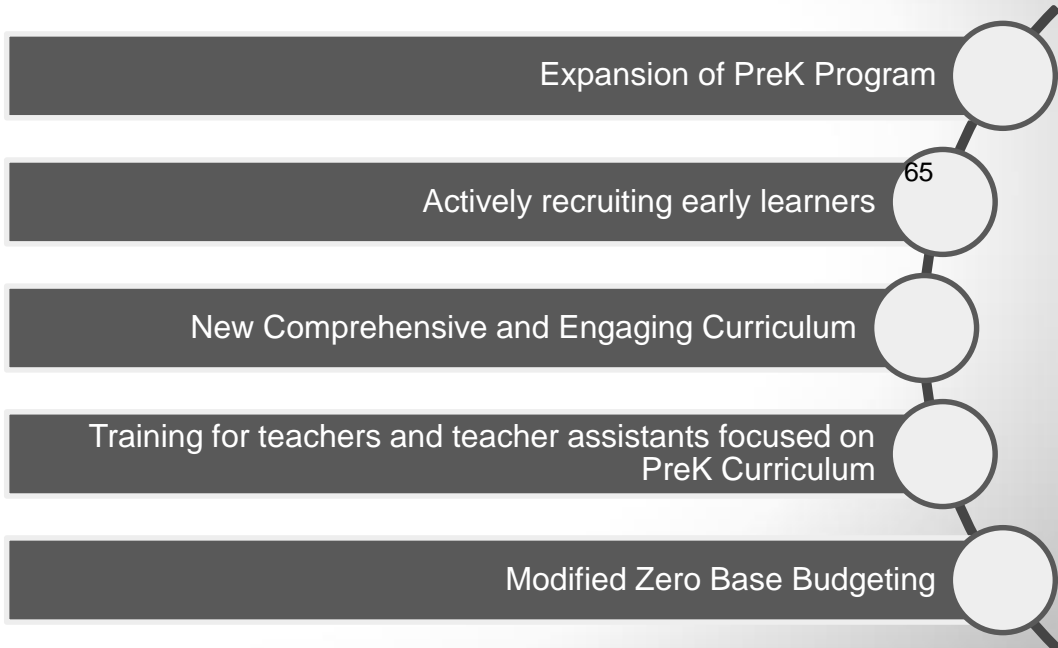 Expansion of PreK Program
65
Actively recruiting early learners
New Comprehensive and Engaging Curriculum
Training for teachers and teacher assistants focused on
PreK Curriculum
Modified Zero Base Budgeting